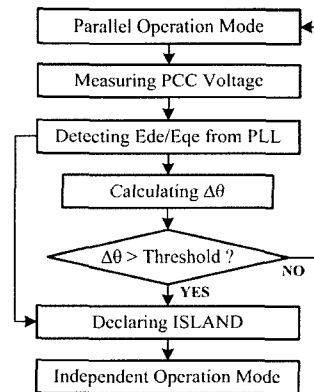 Parallel Operation Mode
Measuring PCC Voltage
Detecting Ede/Eqe from PLL
Calculating Δθ
Δθ > Threshold ?
NO
YES
Declaring ISLAND
Independent Operation Mode